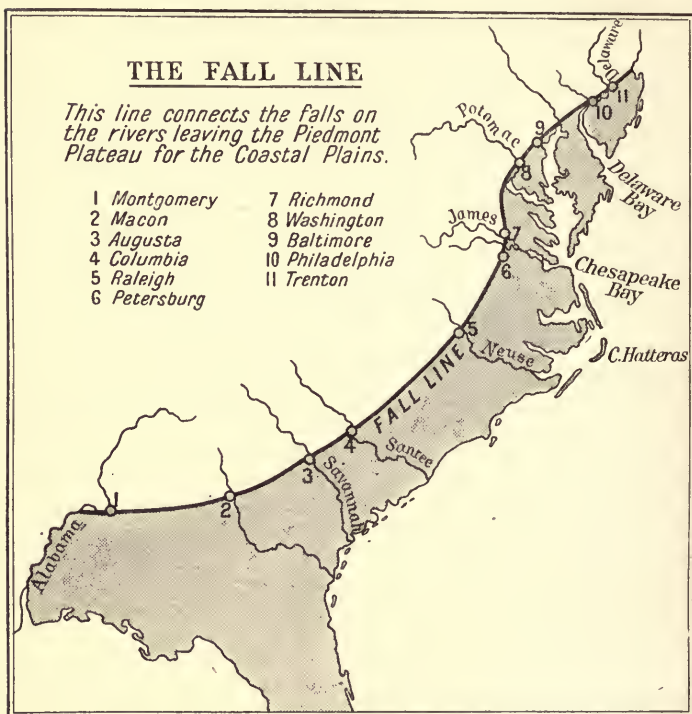 THE FALL LINE
This line connects the falls on
the rivers leaving the Piedmont
Plateau for the Coastal Plains.
1 Montgomery
2 Macon
3 Augusta
4 Columbia
5 Raleigh
6 Petersburg
7 Richmond
8 Washington
9 Baltimore
10 Philadelphia
11 Trenton
Delaware
11
10
Potomac
9
8
Delaware
Bay
James
7
6
Chesapeake
Bay
5
Neuse
C. Hatteras
FALL LINE
4
Santee
3
Savannah
2
1
Alabama